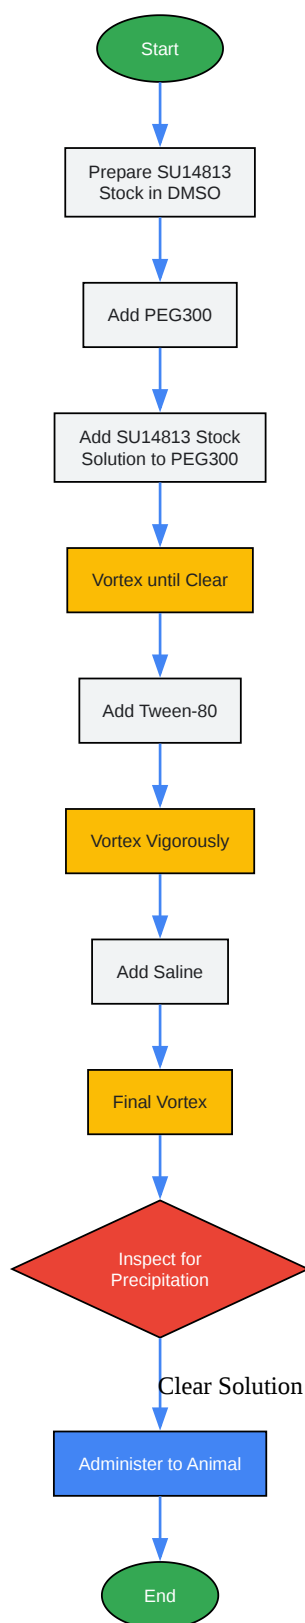 Start
Prepare SU14813
Stock in DMSO
Add PEG300
Add SU14813 Stock
Solution to PEG300
Vortex until Clear
Add Tween-80
Vortex Vigorously
Add Saline
Final Vortex
Inspect for
Precipitation
Clear Solution
Administer to Animal
End